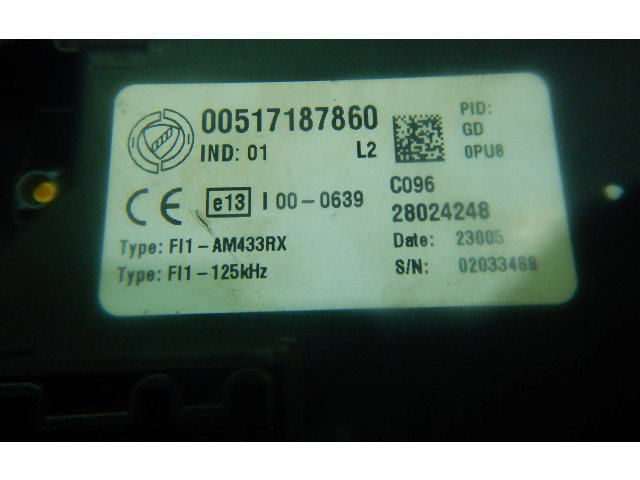 00517187860
IND: 01 L2
PID:
GD
0PU8
CE e13 I 00-0639
C096
28024248
Type: FI1-AM433RX
Date: 23005
Type: FI1-125kHz
S/N: 02033488